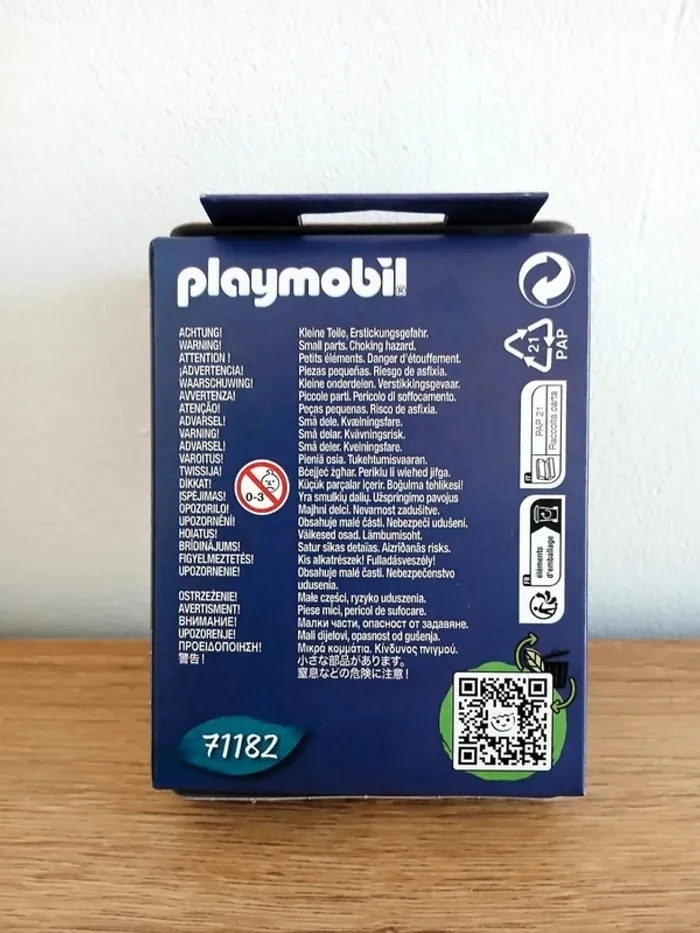 playmobil®
ACHTUNG! Kleine Teile, Erstickungsgefahr.
WARNING! Small parts. Choking hazard.
ATTENTION ! Petits éléments. Danger d'étouffement.
¡ADVERTENCIA! Piezas pequeñas. Riesgo de asfixia.
WAARSCHUWING! Kleine onderdelen. Verstikkingsgevaar.
AVVERTENZA! Piccole parti. Pericolo di soffocamento.
ATENÇÃO! Peças pequenas. Risco de asfixia.
ADVARSEL! Små dele. Kvælningsfare.
VARNING! Små delar. Kvävningsrisk.
ADVARSEL! Små deler. Kvelningsfare.
VAROITUS! Pieniä osia. Tukehtumisvaaran.
TWISSIJA! Bċejjeċ żgħar. Periklu li wieħed jifga.
DIKKAT! Küçük parçalar içerir. Boğulma tehlikesi!
ĮSPĖJIMAS! Yra smulkių dalių. Užspringimo pavojus
OPOZORILO! Majhni delci. Nevarnost zadušitve.
UPOZORNĚNÍ! Obsahuje malé části. Nebezpečí udušení.
HOIATUS! Väikesed osad. Lämbumisoht.
BRĪDINĀJUMS! Satur sīkas detaļas. Aizrīšanās risks.
FIGYELMEZTETÉS! Kis alkatrészek! Fulladásveszély!
UPOZORNENIE! Obsahuje malé časti. Nebezpečenstvo
udusenia.
OSTRZEŻENIE! Małe części, ryzyko uduszenia.
AVERTISMENT! Piese mici, pericol de sufocare.
ВНИМАНИЕ! Малки части, опасност от задавяне.
UPOZORENJE! Mali dijelovi, opasnost od gušenja.
ΠΡΟΕΙΔΟΠΟΙΗΣΗ! Μικρά κομμάτια. Κίνδυνος πνιγμού.
警告! 小さな部品があります。
窒息などの危険に注意!
0-3
21
PAP
PAP 21
Raccolta carta
IT
éléments
d'emballage
FR
71182